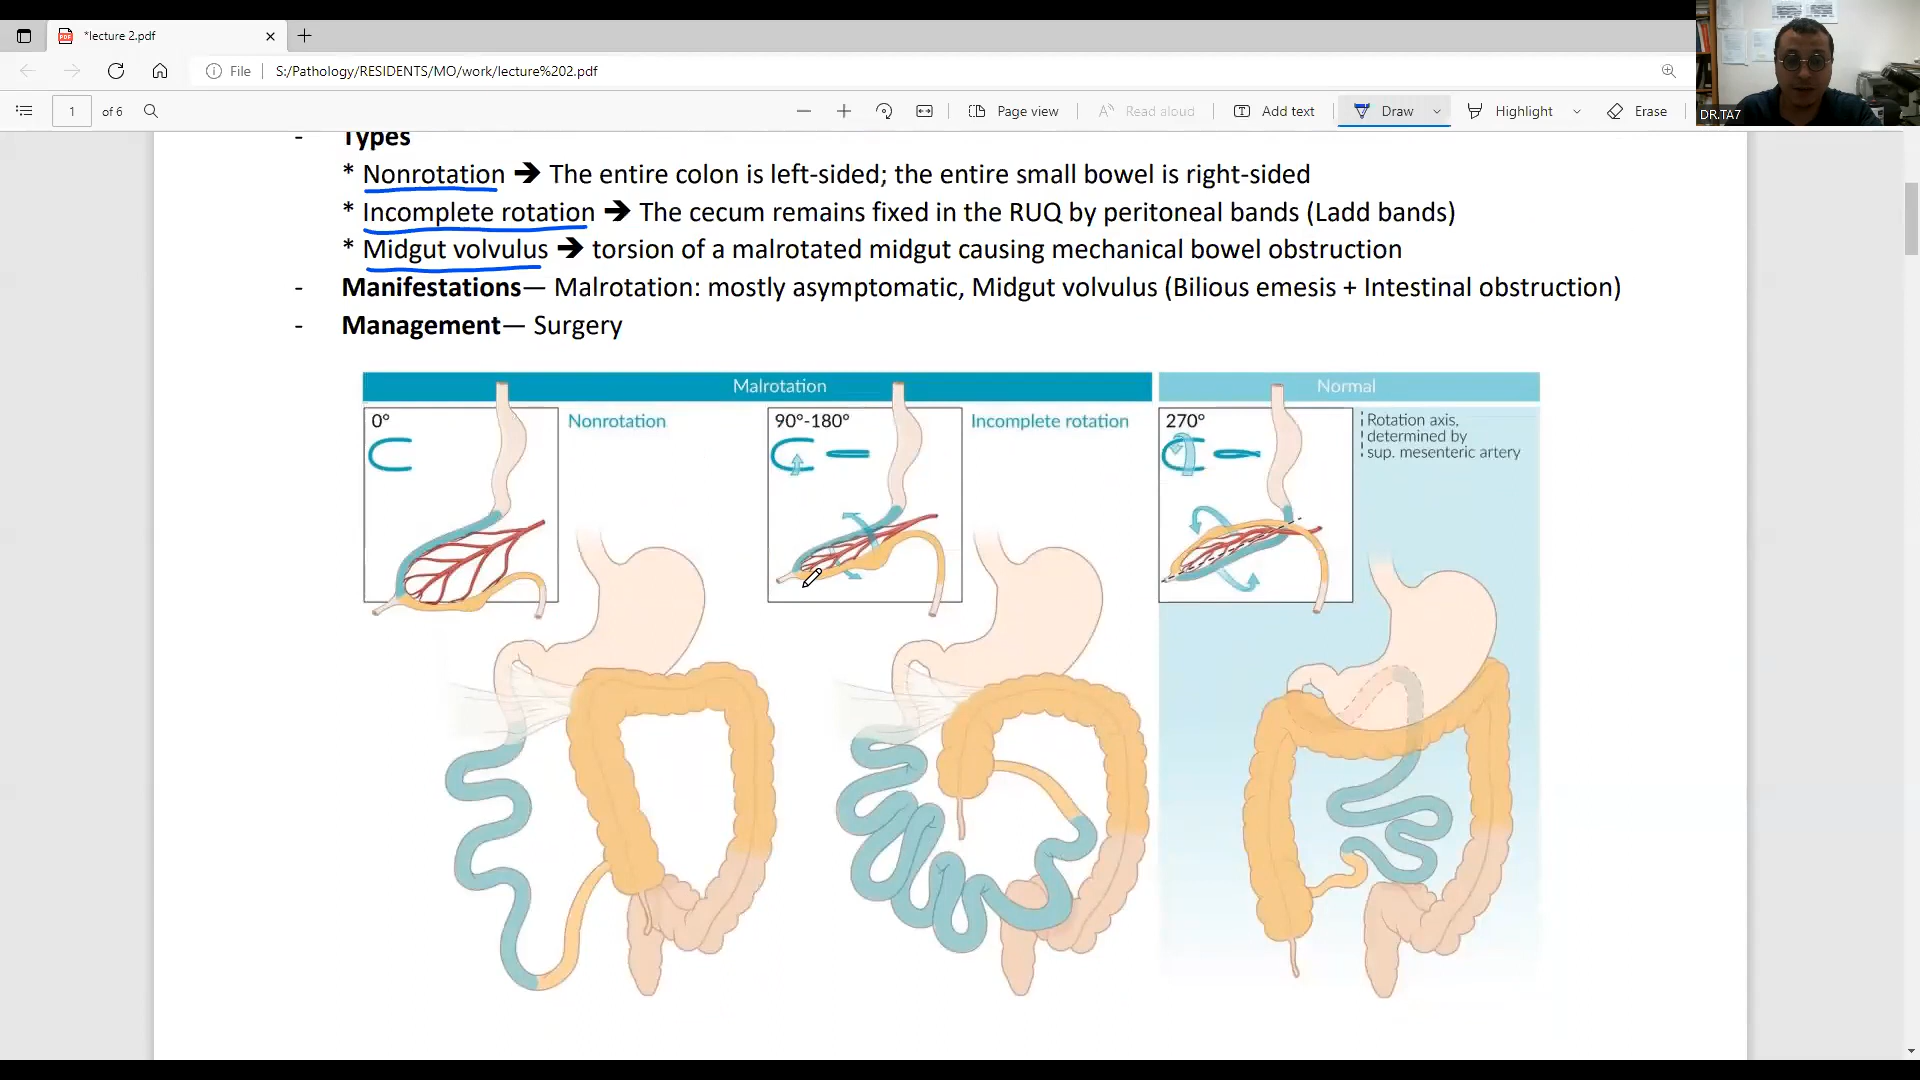 *lecture 2.pdf
File S:/Pathology/RESIDENTS/MO/work/lecture%202.pdf
1 of 6 Page view Read aloud Add text Draw Highlight Erase
DR.TA7
- Types
* Nonrotation ➔ The entire colon is left-sided; the entire small bowel is right-sided
* Incomplete rotation ➔ The cecum remains fixed in the RUQ by peritoneal bands (Ladd bands)
* Midgut volvulus ➔ torsion of a malrotated midgut causing mechanical bowel obstruction
- Manifestations— Malrotation: mostly asymptomatic, Midgut volvulus (Bilious emesis + Intestinal obstruction)
- Management— Surgery
Malrotation
Normal
0°
Nonrotation
90°-180°
Incomplete rotation
270°
Rotation axis,
determined by
sup. mesenteric artery